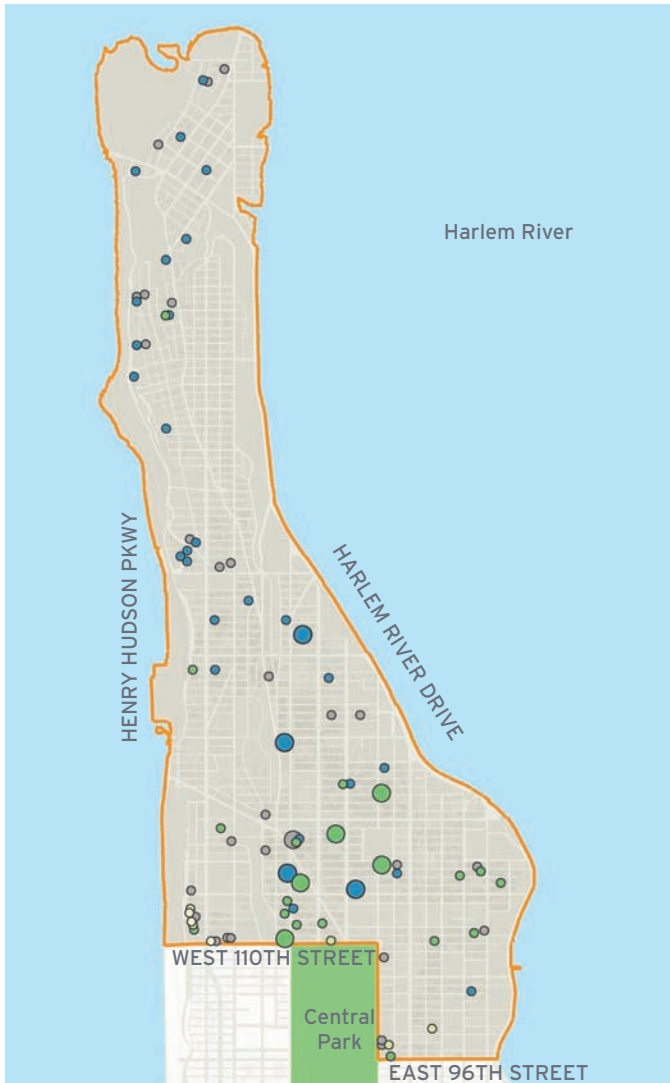 Harlem River
HENRY HUDSON PKWY
HARLEM RIVER DRIVE
WEST 110TH STREET
Central
Park
EAST 96TH STREET